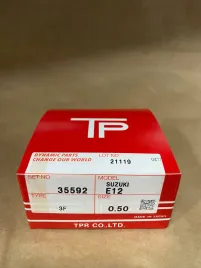 TP
DYNAMIC PARTS
CHANGE OUR WORLD
LOT NO
21119
SET NO
MODEL
35592
SUZUKI
E12
TYPE
SIZE
3F
0.50
MADE IN JAPAN
TPR CO.,LTD.